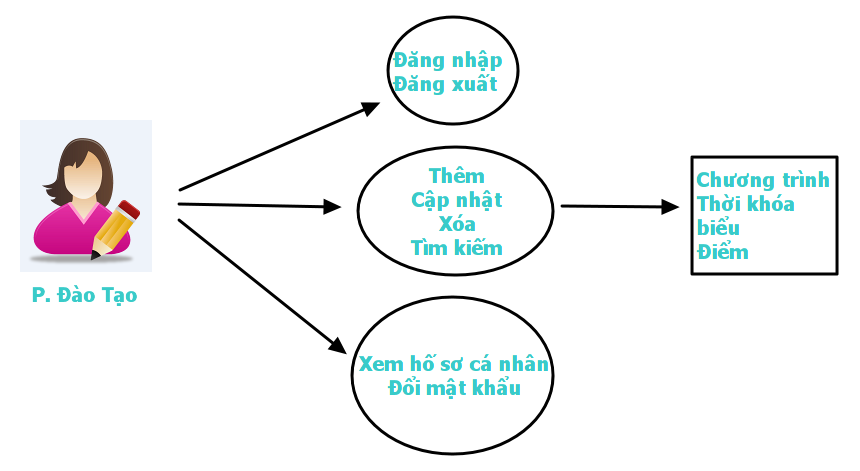 Đăng nhập
Đăng xuất
Thêm
Cập nhật
Xóa
Tìm kiếm
Chương trình
Thời khóa
biểu
Điểm
P. Đào Tạo
Xem hố sơ cá nhân
Đổi mật khẩu